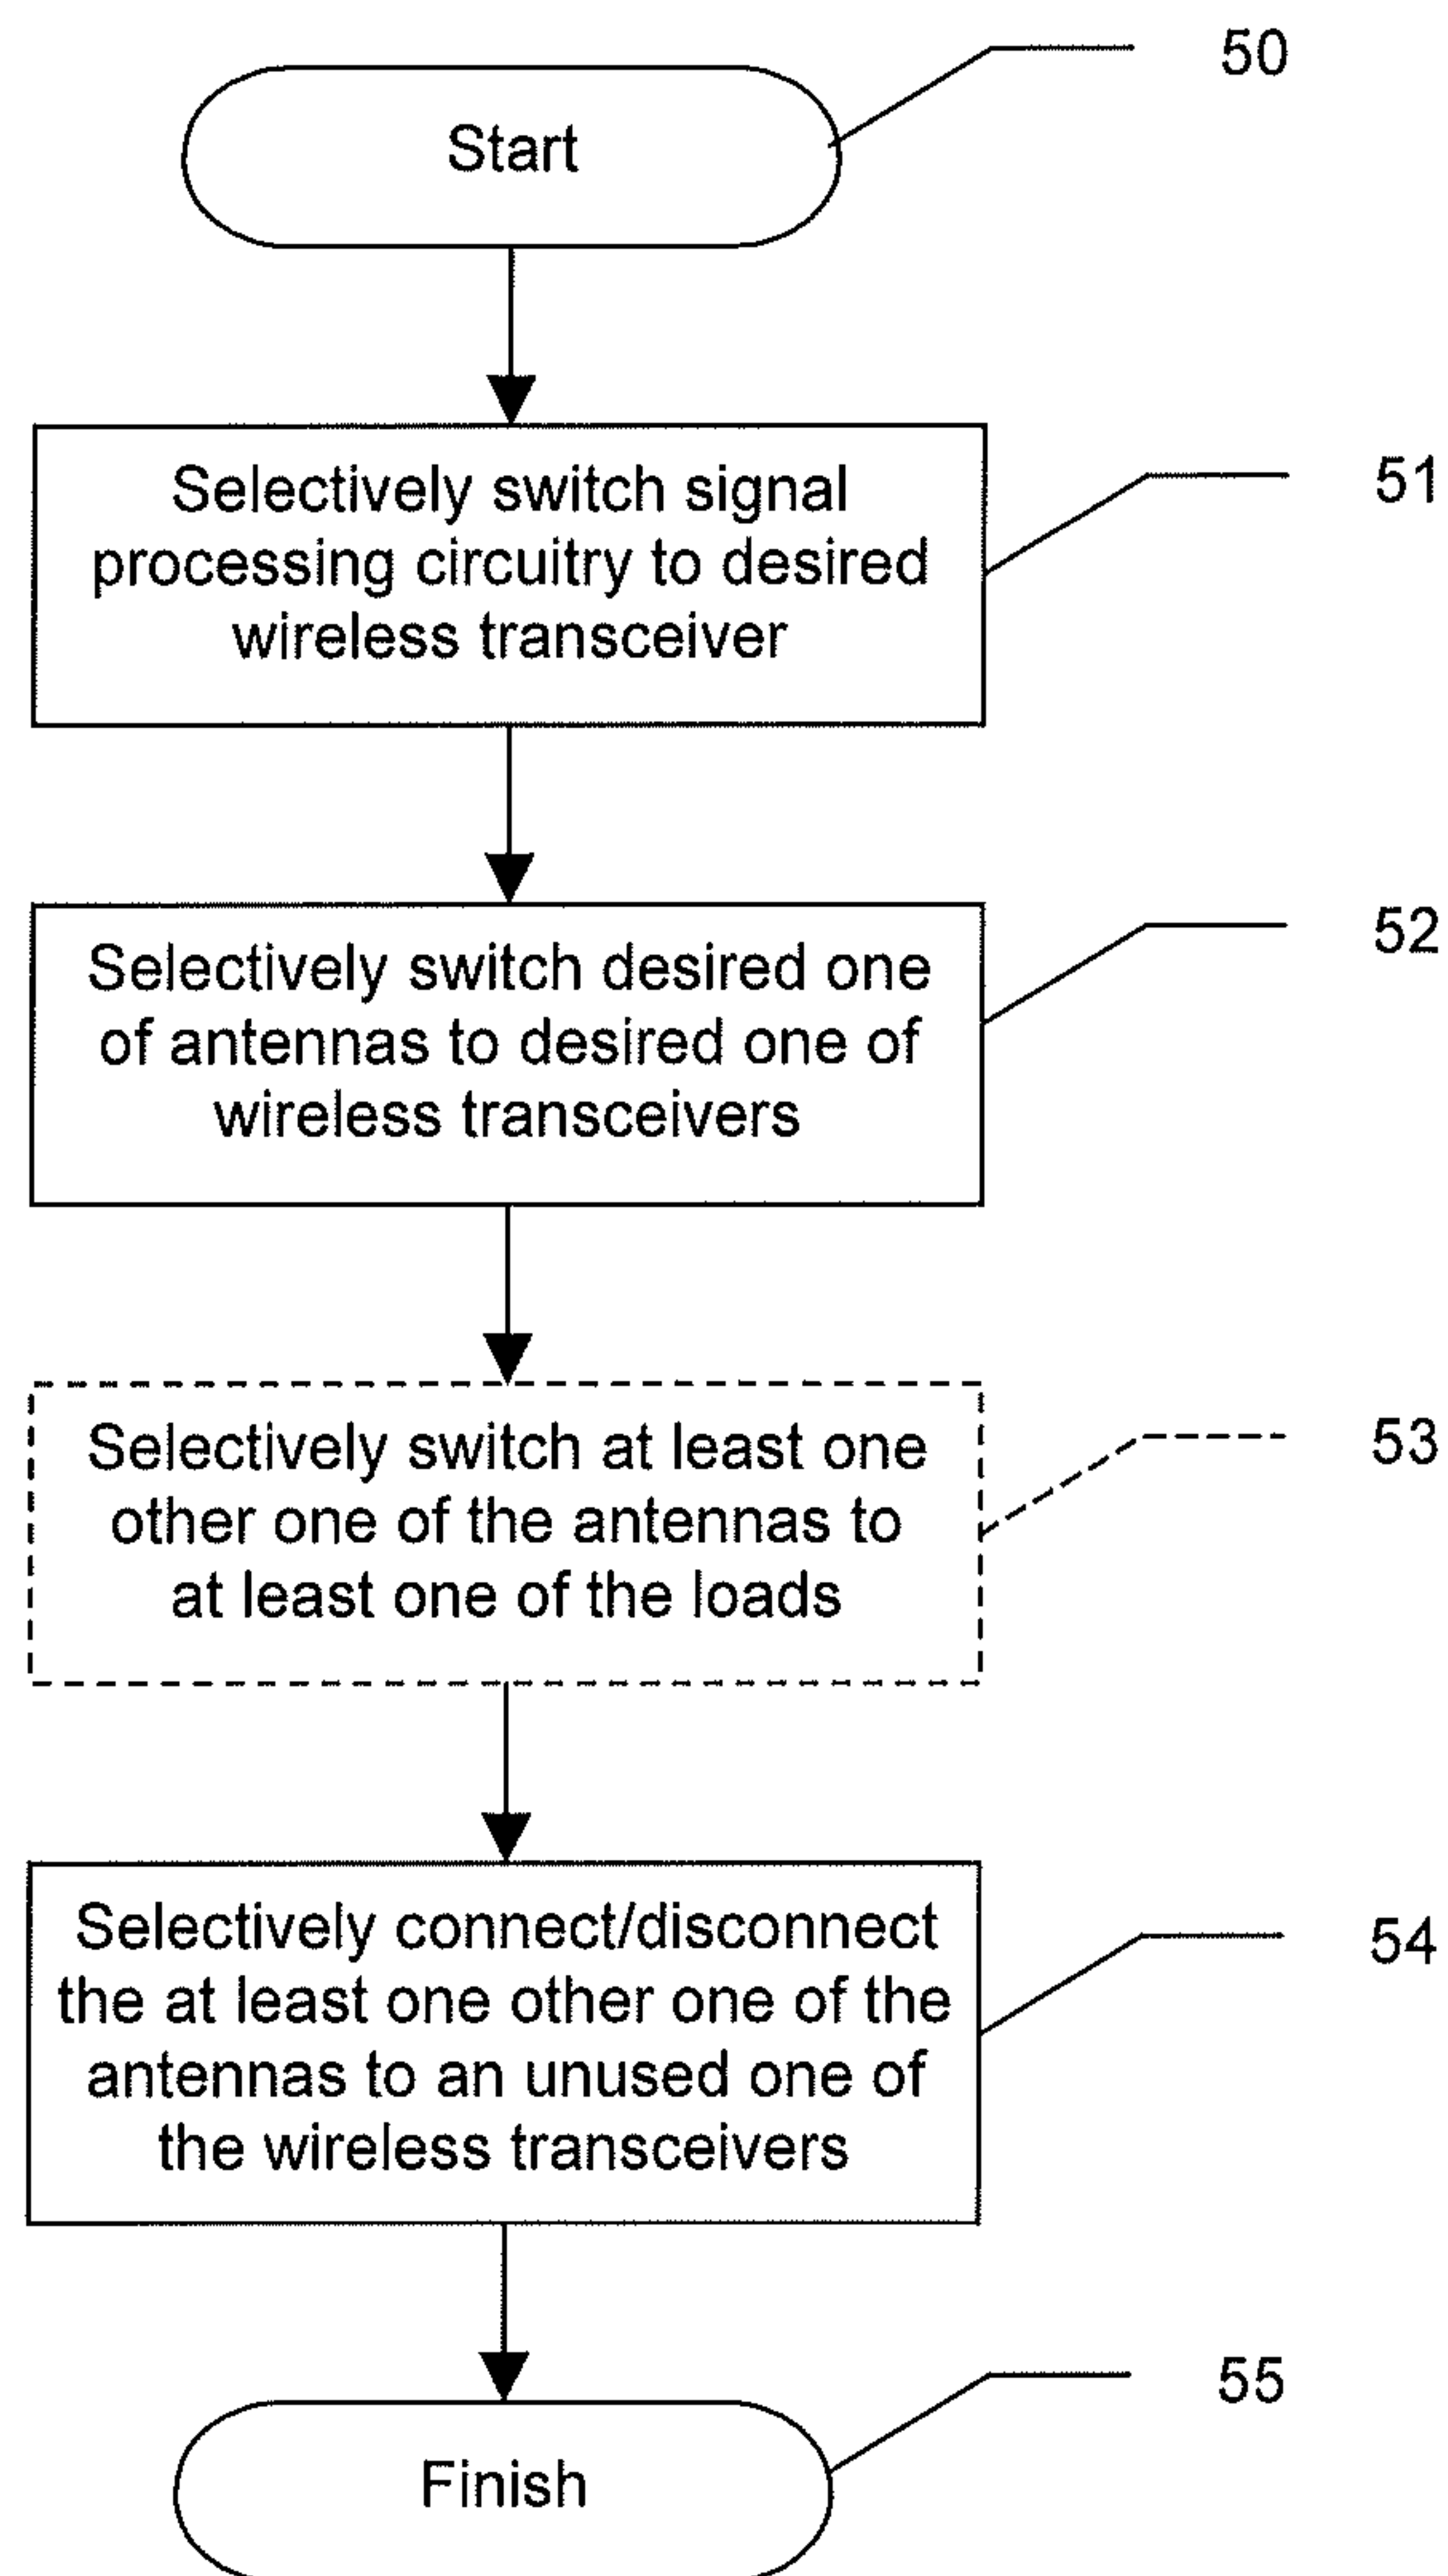 50
Start
51
Selectively switch signal
processing circuitry to desired
wireless transceiver
52
Selectively switch desired one
of antennas to desired one of
wireless transceivers
53
Selectively switch at least one
other one of the antennas to
at least one of the loads
54
Selectively connect/disconnect
the at least one other one of the
antennas to an unused one of
the wireless transceivers
55
Finish